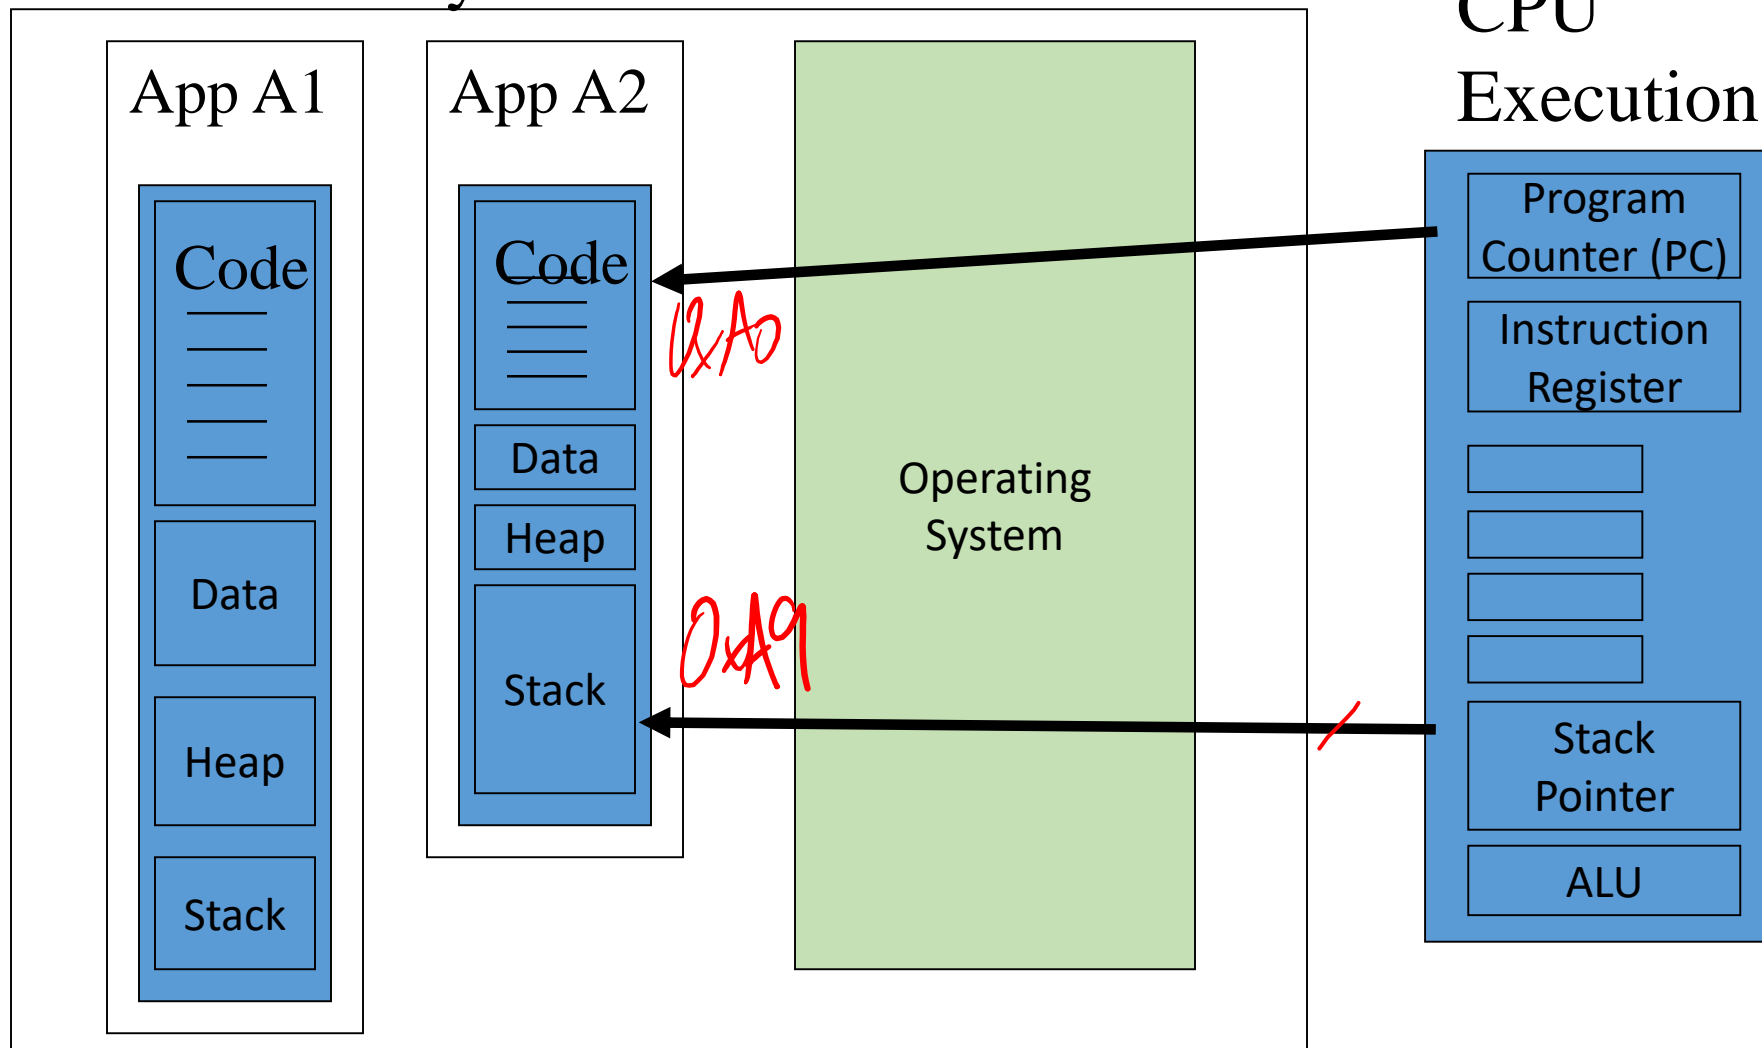 CPU
Execution
App A1
Code
Data
Heap
Stack
App A2
Code
0xA0
Data
Heap
Stack
0xA9
Operating
System
Program
Counter (PC)
Instruction
Register
Stack
Pointer
ALU